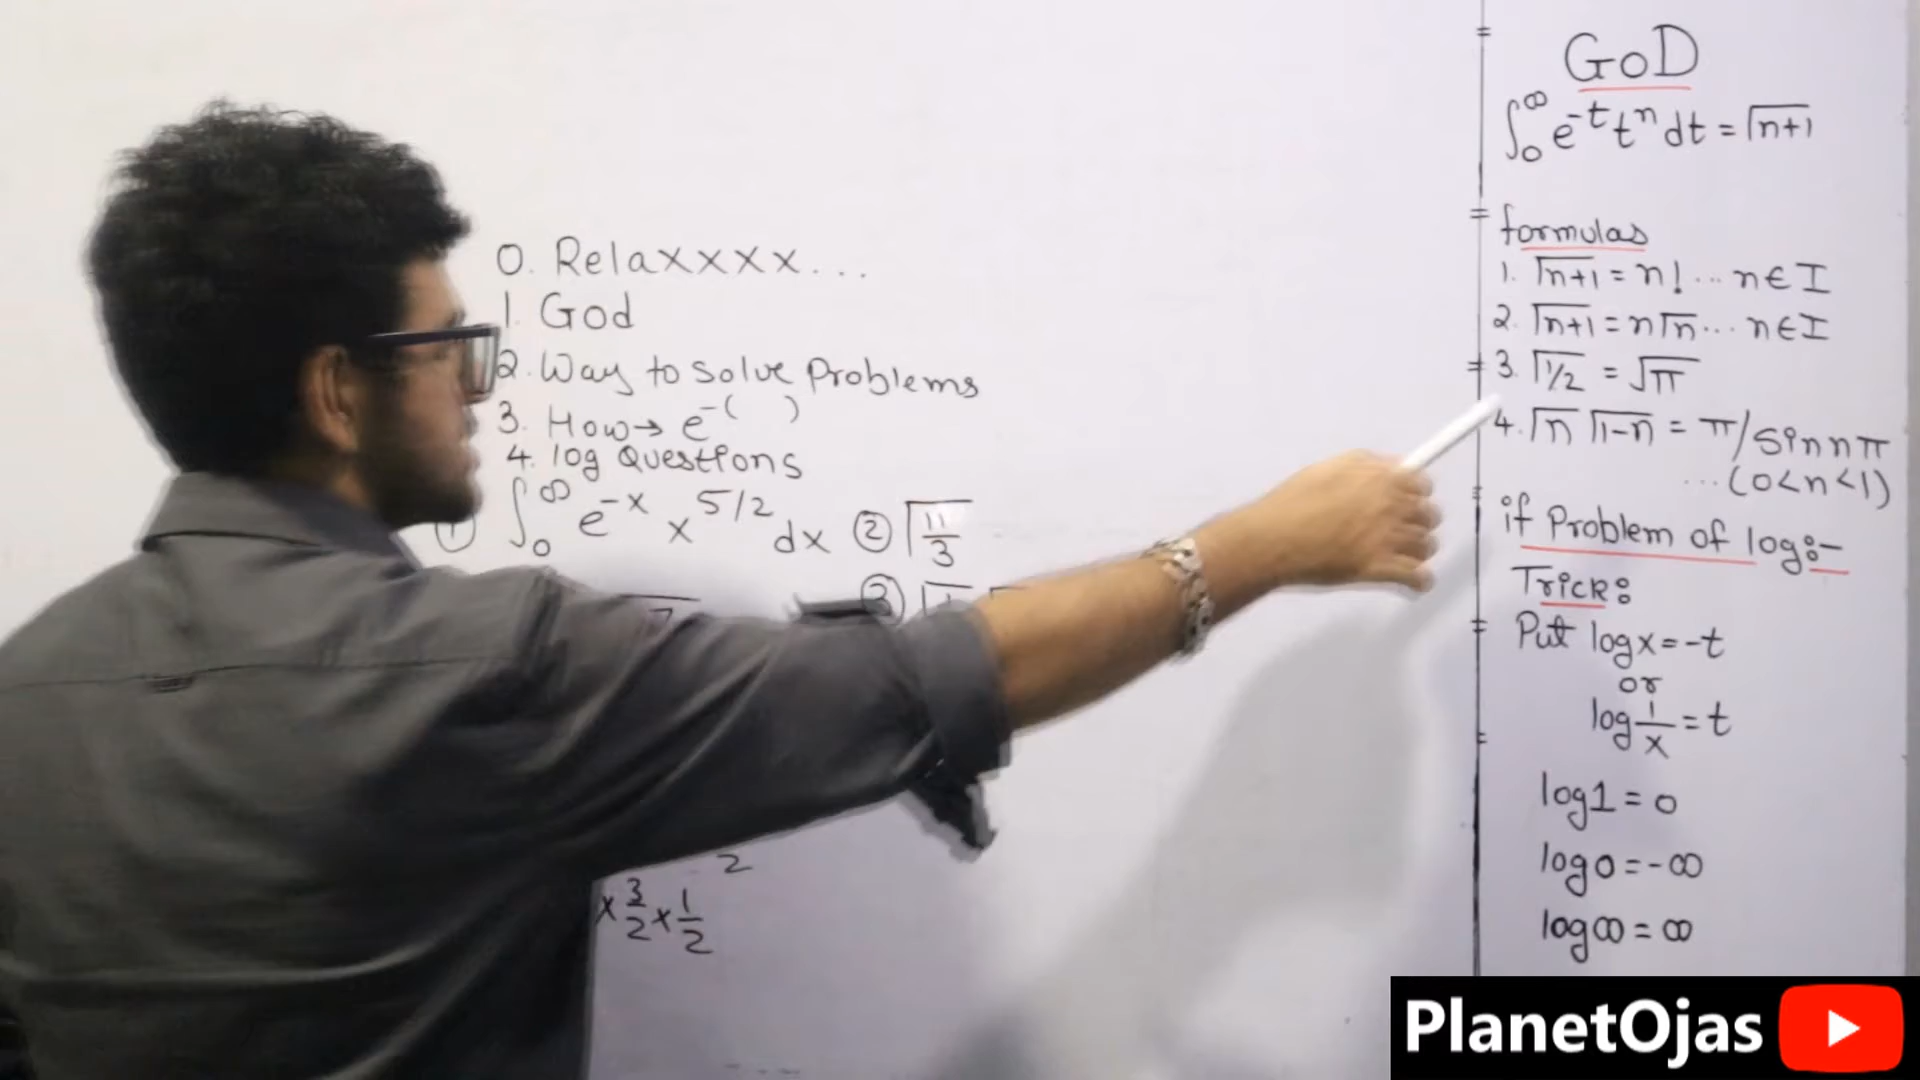 0. Relaxxxx...
1. God
2. Way to solve Problems
3. How→ e^-( )
4. log Questions
① ∫₀^∞ e^-x x^5/2 dx ② Γ11/3
③
7
2
× 3/2 × 1/2
GoD
∫₀^∞ e^-t t^n dt = Γn+1
formulas
1. Γn+1 = n! ... n∈I
2. Γn+1 = nΓn ... n∈I
3. Γ1/2 = √π
4. Γn Γ1-n = π/sin nπ
...(0<n<1)
if Problem of log:-
Trick:
Put log x = -t
or
log 1/x = t
log1 = 0
log0 = -∞
log∞ = ∞
PlanetOjas